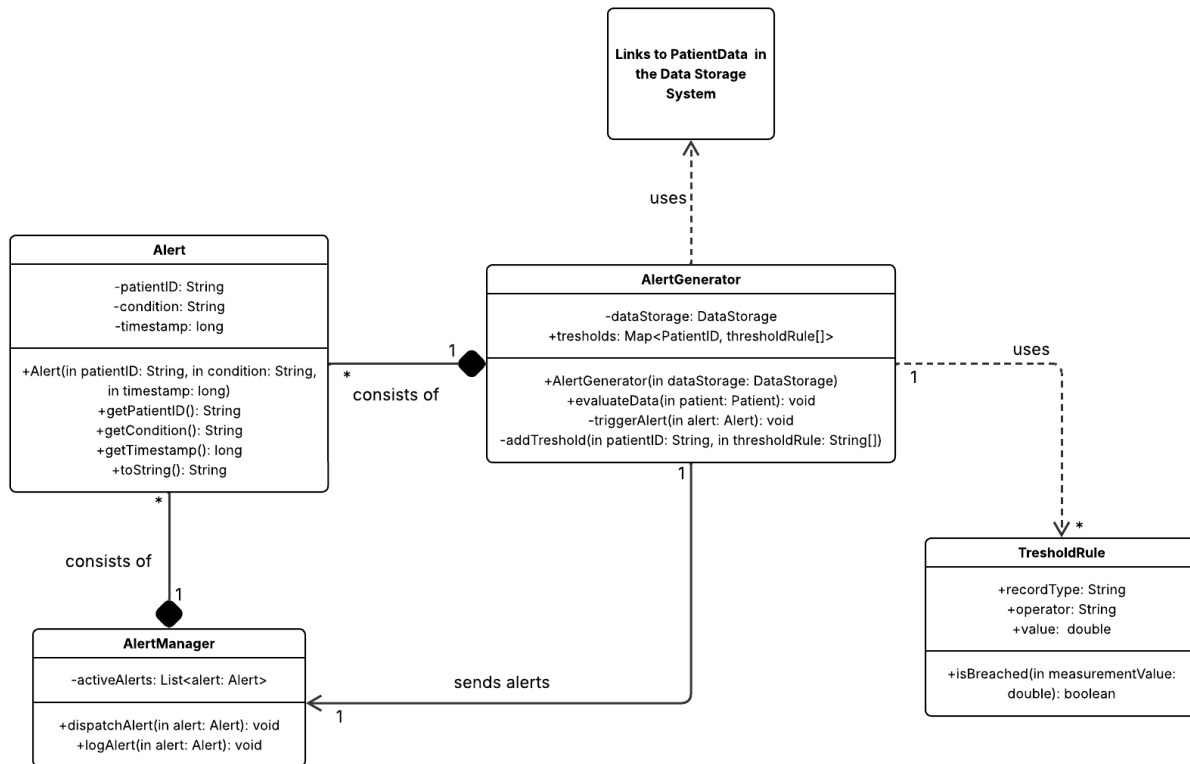 Links to PatientData in
the Data Storage
System
uses
Alert
-patientID: String
-condition: String
-timestamp: long
+Alert(in patientID: String, in condition: String,
in timestamp: long)
+getPatientID(): String
+getCondition(): String
+getTimestamp(): long
+toString(): String
1
*
consists of
AlertGenerator
-dataStorage: DataStorage
+tresholds: Map<PatientID, thresholdRule[]>
+AlertGenerator(in dataStorage: DataStorage)
+evaluateData(in patient: Patient): void
-triggerAlert(in alert: Alert): void
-addTreshold(in patientID: String, in thresholdRule: String[])
uses
1
1
*
consists of
1
*
TresholdRule
+recordType: String
+operator: String
+value: double
+isBreached(in measurementValue:
double): boolean
AlertManager
-activeAlerts: List<alert: Alert>
+dispatchAlert(in alert: Alert): void
+logAlert(in alert: Alert): void
sends alerts
1